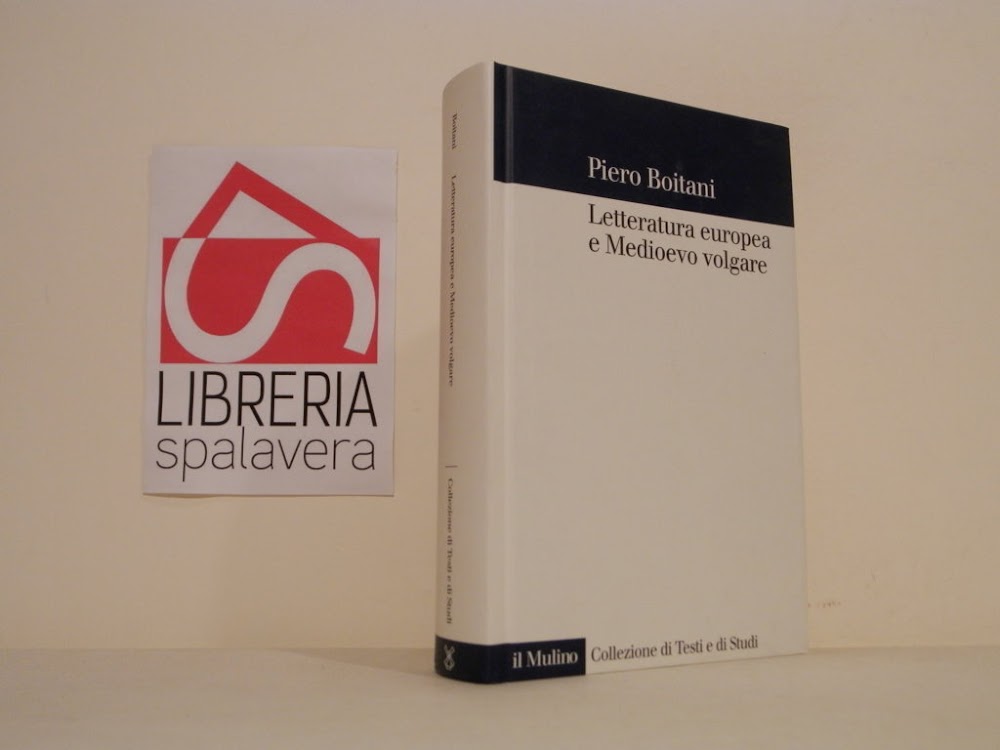 LIBRERIA
spalavera
Boitani
Letteratura europea e Medioevo volgare
Collezione di Testi e di Studi
Piero Boitani
Letteratura europea
e Medioevo volgare
il Mulino
Collezione di Testi e di Studi